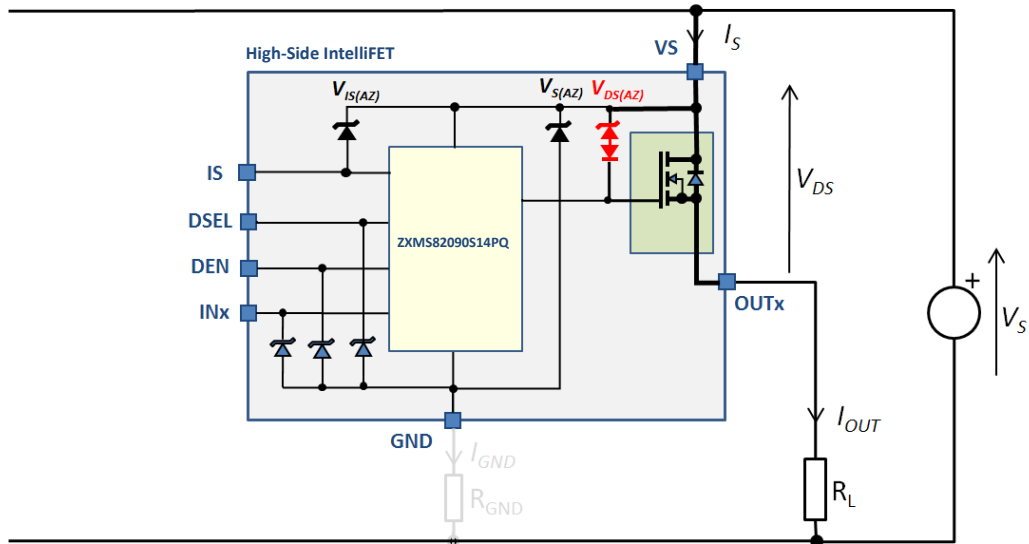 High-Side IntelliFET
VS
I_S
V_IS(AZ)
V_S(AZ)
V_DS(AZ)
IS
DSEL
DEN
INx
ZXMS82090S14PQ
V_DS
OUTx
+
V_S
GND
I_GND
R_GND
I_OUT
R_L